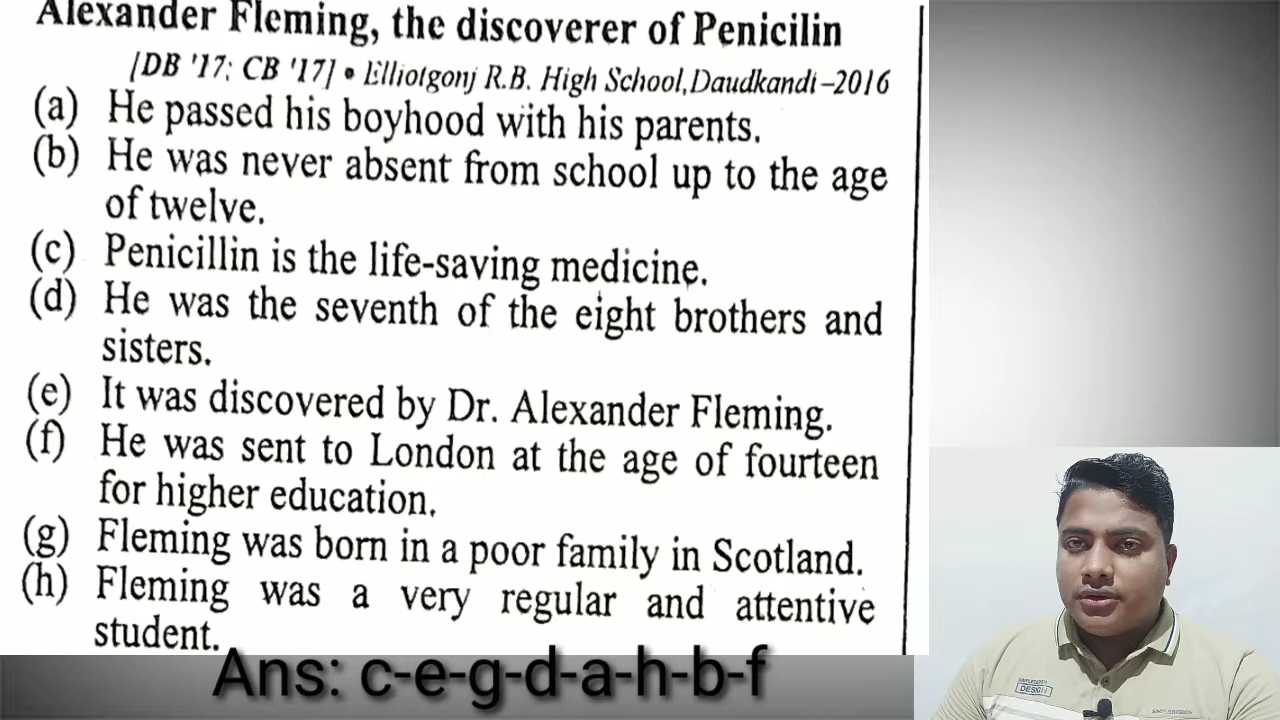 Alexander Fleming, the discoverer of Penicilin
[DB '17; CB '17] • Elliotgonj R.B. High School, Daudkandi –2016
(a) He passed his boyhood with his parents.
(b) He was never absent from school up to the age
of twelve.
(c) Penicillin is the life-saving medicine.
(d) He was the seventh of the eight brothers and
sisters.
(e) It was discovered by Dr. Alexander Fleming.
(f) He was sent to London at the age of fourteen
for higher education.
(g) Fleming was born in a poor family in Scotland.
(h) Fleming was a very regular and attentive
student.
Ans: c-e-g-d-a-h-b-f
DESIGN